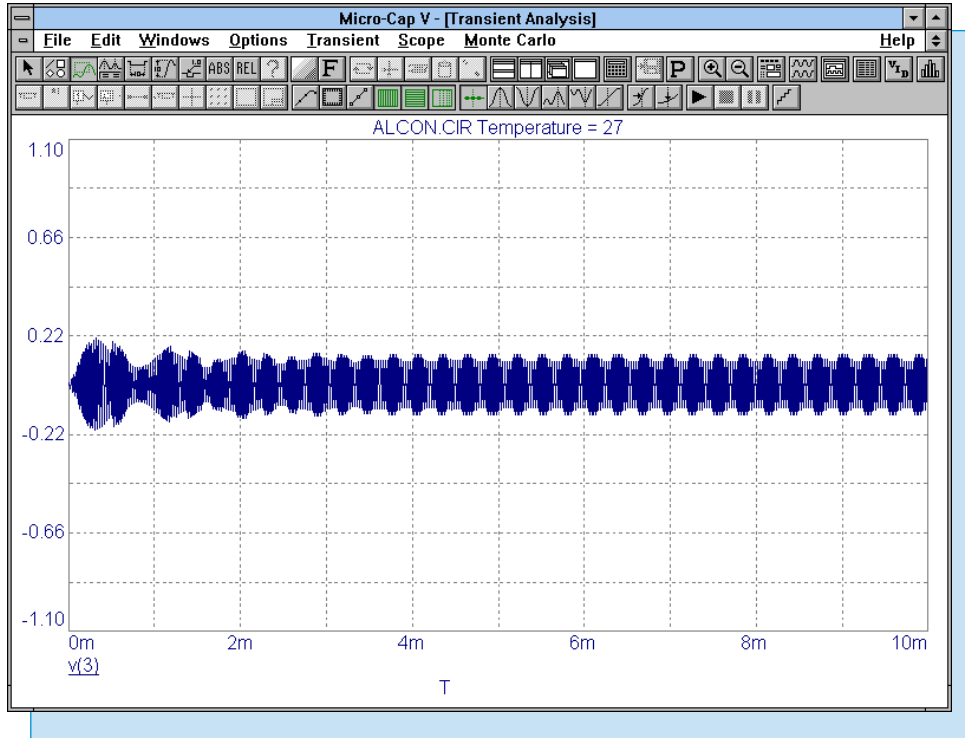 Micro-Cap V - [Transient Analysis]
File Edit Windows Options Transient Scope Monte Carlo Help
ABS REL ? F P
ALCON.CIR Temperature = 27
1.10
0.66
0.22
-0.22
-0.66
-1.10
0m 2m 4m 6m 8m 10m
v(3)
T